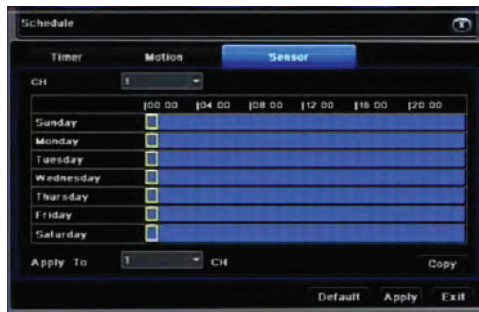 Schedule
Timer Motion Sensor
CH 1
00:00 04:00 08:00 12:00 16:00 20:00
Sunday
Monday
Tuesday
Wednesday
Thursday
Friday
Saturday
Apply To 1 CH Copy
Default Apply Exit